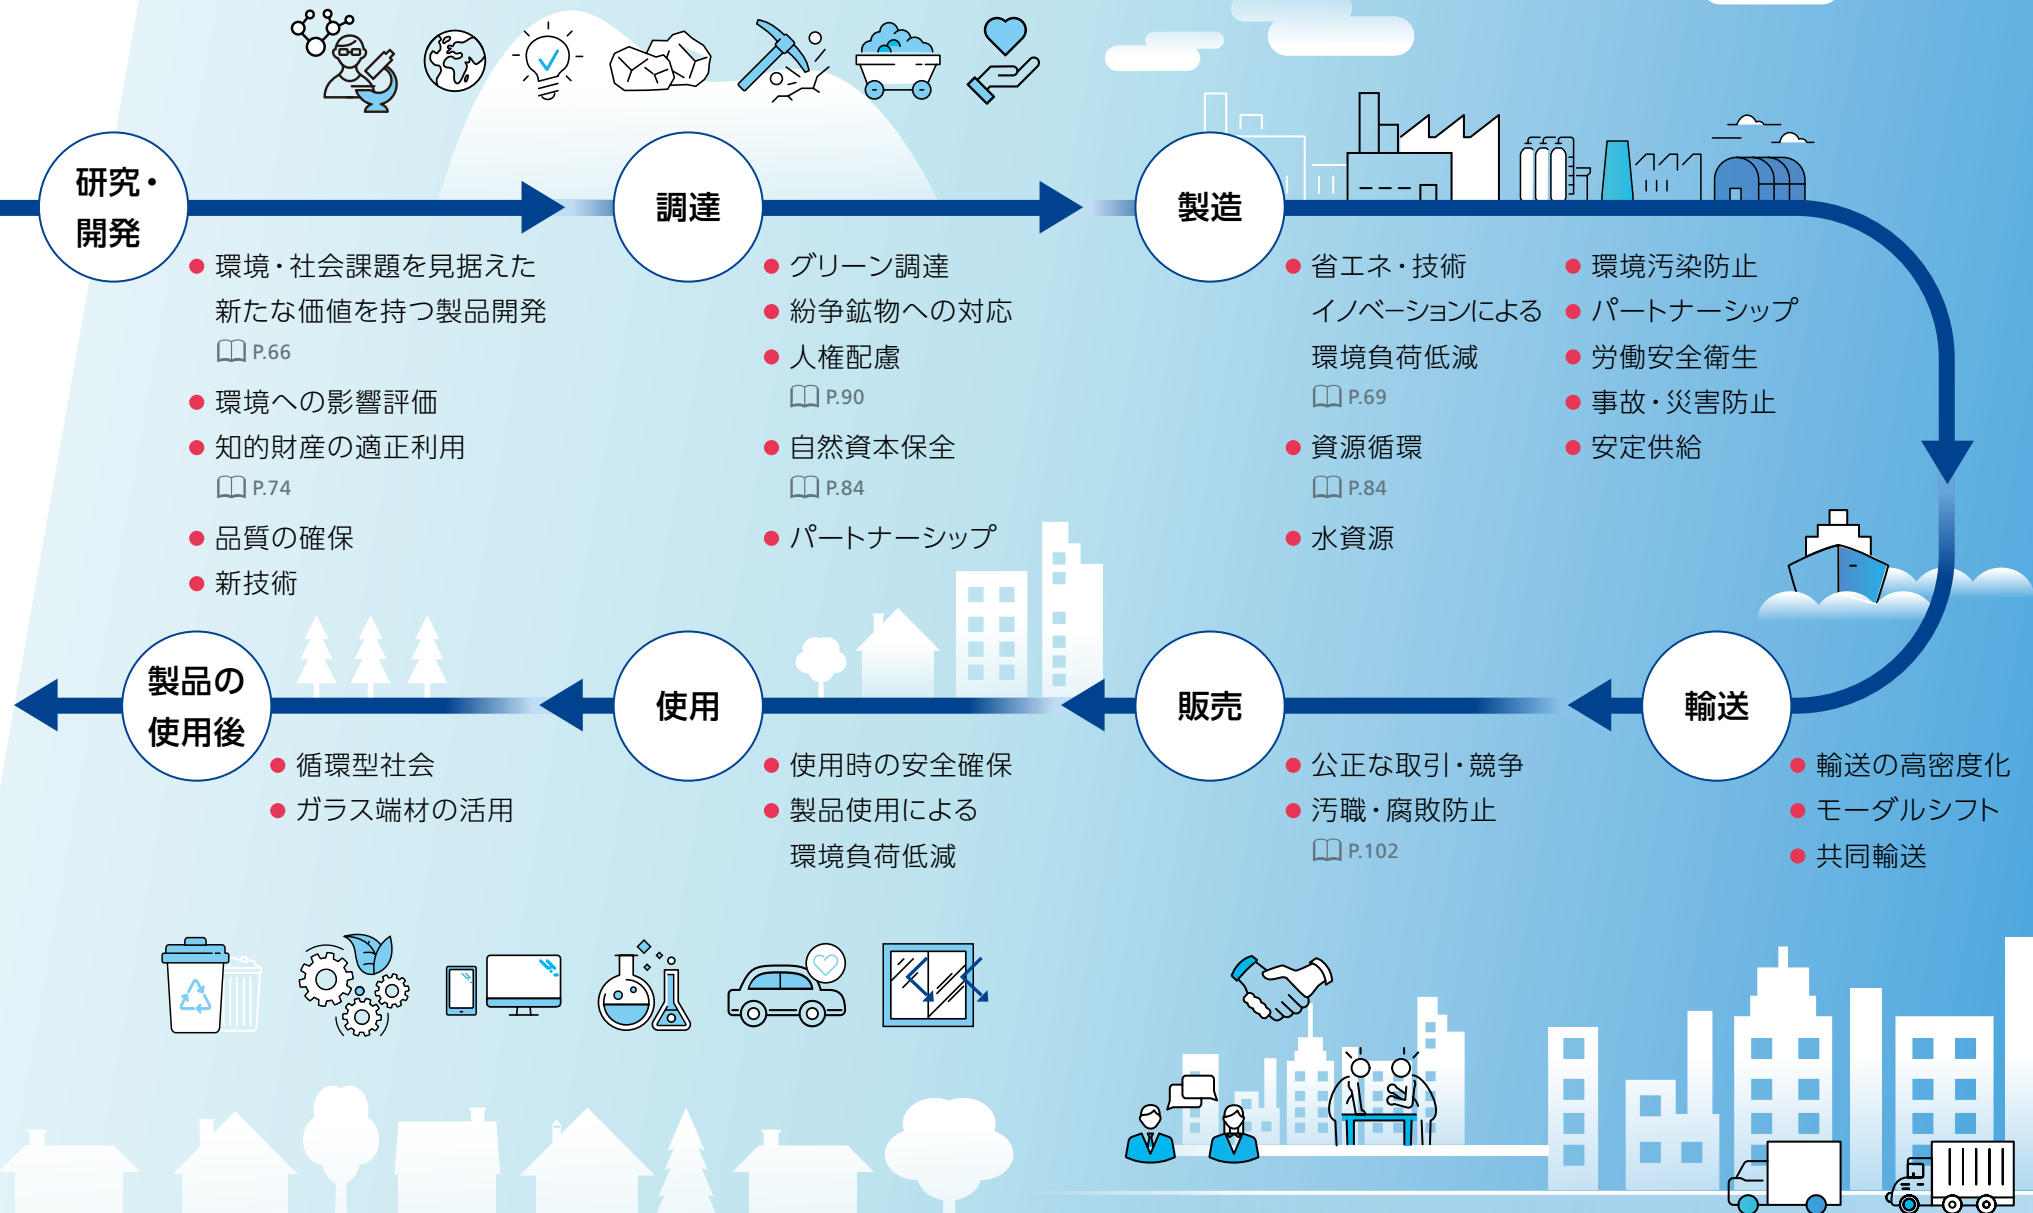 研究・
開発
● 環境・社会課題を見据えた
新たな価値を持つ製品開発
P.66
● 環境への影響評価
● 知的財産の適正利用
P.74
● 品質の確保
● 新技術
調達
● グリーン調達
● 紛争鉱物への対応
● 人権配慮
P.90
● 自然資本保全
P.84
● パートナーシップ
製造
● 省エネ・技術
イノベーションによる
環境負荷低減
P.69
● 資源循環
P.84
● 水資源
● 環境汚染防止
● パートナーシップ
● 労働安全衛生
● 事故・災害防止
● 安定供給
輸送
● 輸送の高密度化
● モーダルシフト
● 共同輸送
販売
● 公正な取引・競争
● 汚職・腐敗防止
P.102
使用
● 使用時の安全確保
● 製品使用による
環境負荷低減
製品の
使用後
● 循環型社会
● ガラス端材の活用